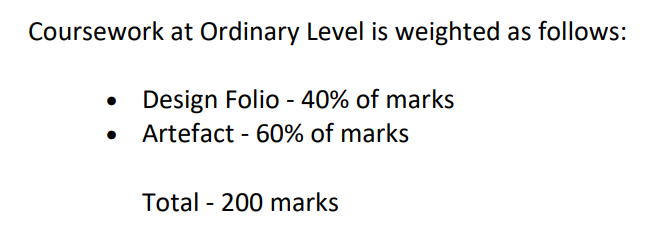 Coursework at Ordinary Level is weighted as follows:
• Design Folio - 40% of marks
• Artefact - 60% of marks
Total - 200 marks